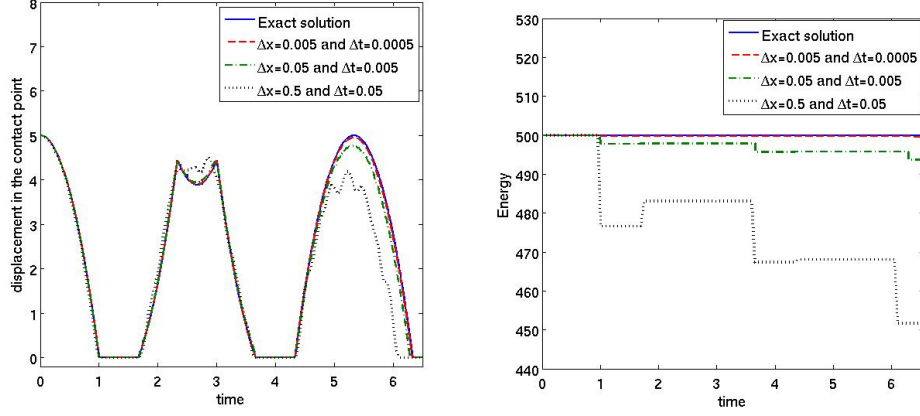 8
7
6
5
4
3
2
1
0
displacement in the contact point
0 1 2 3 4 5 6
time
Exact solution
Δx=0.005 and Δt=0.0005
Δx=0.05 and Δt=0.005
Δx=0.5 and Δt=0.05
530
520
510
500
490
480
470
460
450
440
Energy
0 1 2 3 4 5 6
time
Exact solution
Δx=0.005 and Δt=0.0005
Δx=0.05 and Δt=0.005
Δx=0.5 and Δt=0.05